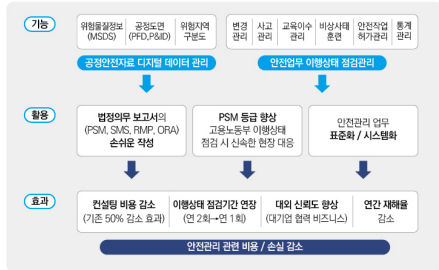 기능
위험물질정보 공정도면 위험지역
(MSDS) (PFD,P&ID) 구분도
변경 사고 교육이수 비상사태 안전작업 통계
관리 관리 관리 훈련 허가관리 관리
공정안전자료 디지털 데이터 관리
안전업무 이행상태 점검관리
활용
법정의무 보고서의
(PSM, SMS, RMP, ORA)
손쉬운 작성
PSM 등급 향상
고용노동부 이행상태
점검 시 신속한 현장 대응
안전관리 업무
표준화 / 시스템화
효과
컨설팅 비용 감소
(기존 50% 감소 효과)
이행상태 점검기간 연장
(연 2회→연 1회)
대외 신뢰도 향상
(대기업 협력 비즈니스)
연간 재해율
감소
안전관리 관련 비용 / 손실 감소